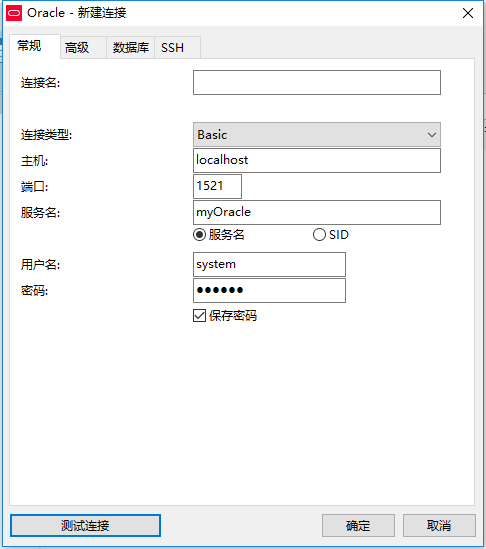 Oracle - 新建连接
常规 高级 数据库 SSH
连接名:
连接类型: Basic
主机: localhost
端口: 1521
服务名: myOracle
服务名 SID
用户名: system
密码: ●●●●●●
保存密码
测试连接 确定 取消